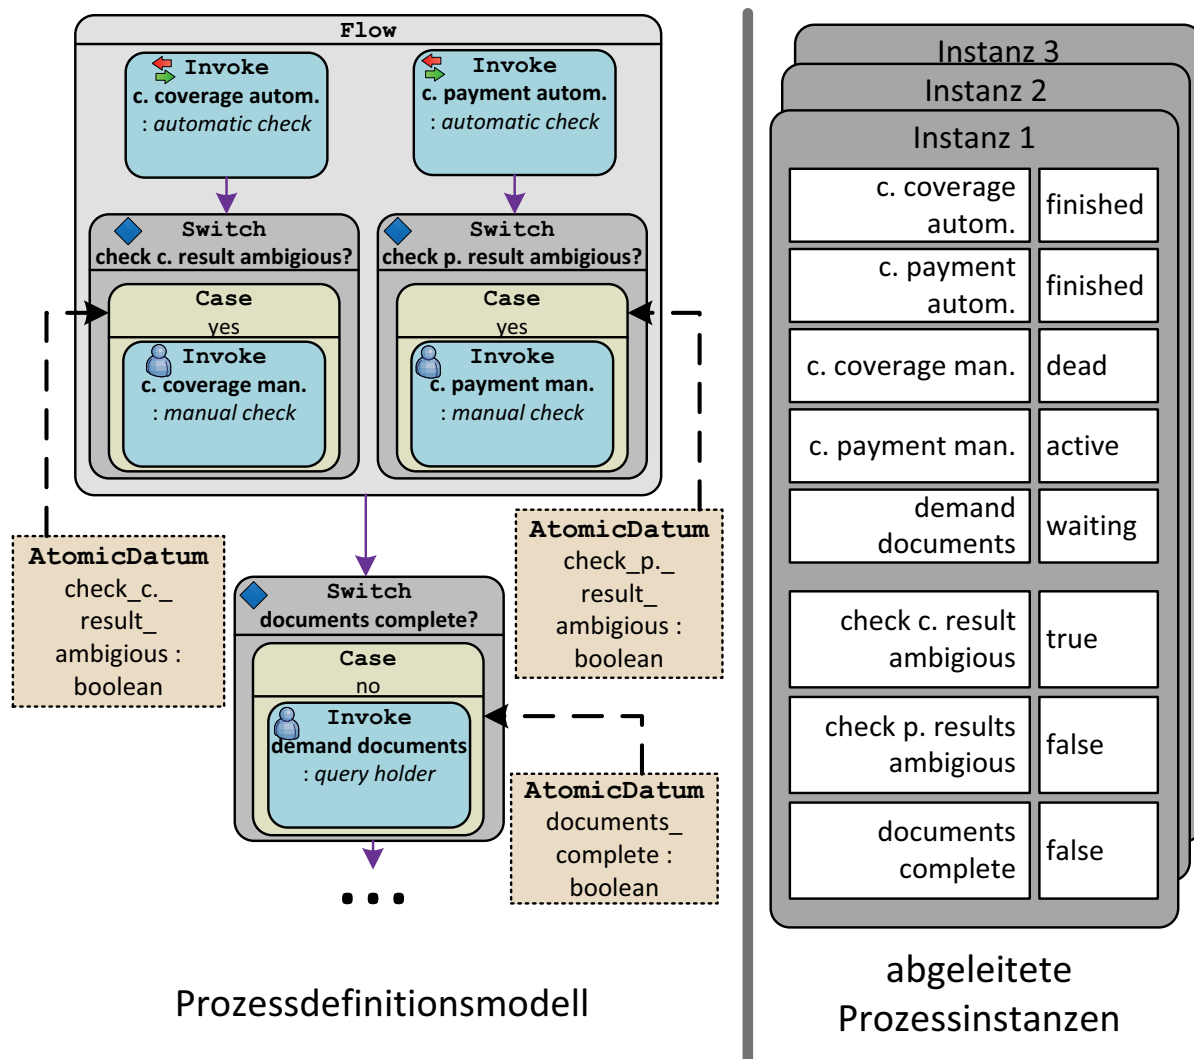 Flow
Invoke
c. coverage autom.
: automatic check
Invoke
c. payment autom.
: automatic check
Switch
check c. result ambigious?
Case
yes
Invoke
c. coverage man.
: manual check
Switch
check p. result ambigious?
Case
yes
Invoke
c. payment man.
: manual check
AtomicDatum
check_c._
result_
ambigious :
boolean
AtomicDatum
check_p._
result_
ambigious :
boolean
Switch
documents complete?
Case
no
Invoke
demand documents
: query holder
AtomicDatum
documents_
complete :
boolean
...
Prozessdefinitionsmodell
Instanz 3
Instanz 2
Instanz 1
c. coverage
autom.
finished
c. payment
autom.
finished
c. coverage man.
dead
c. payment man.
active
demand
documents
waiting
check c. result
ambigious
true
check p. results
ambigious
false
documents
complete
false
abgeleitete
Prozessinstanzen